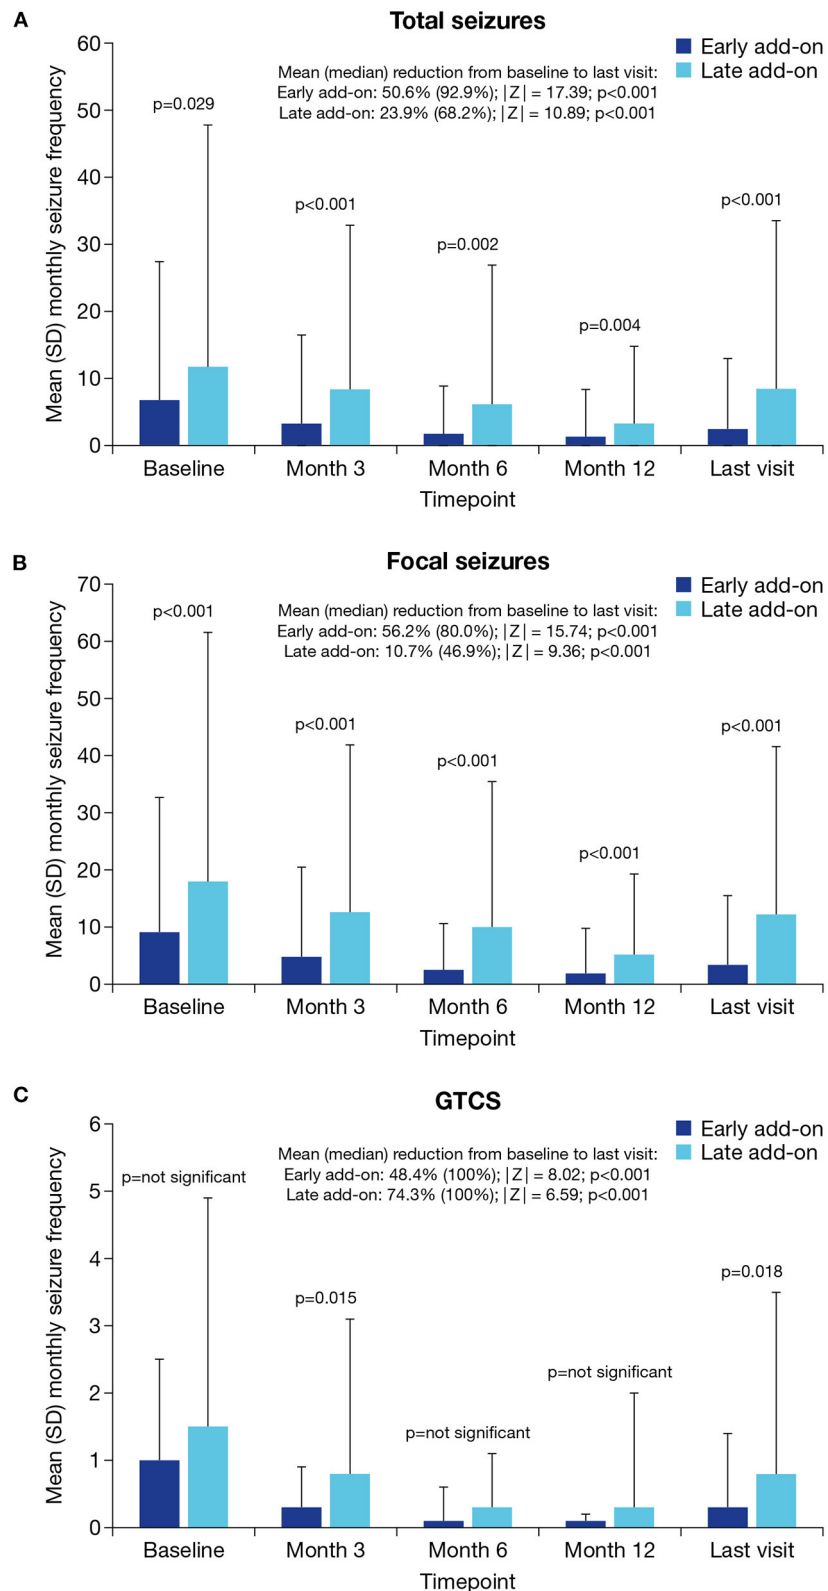 A
Total seizures
Early add-on
Late add-on
Mean (median) reduction from baseline to last visit:
Early add-on: 50.6% (92.9%); |Z| = 17.39; p<0.001
Late add-on: 23.9% (68.2%); |Z| = 10.89; p<0.001
Mean (SD) monthly seizure frequency
60
50
40
30
20
10
0
p=0.029
p<0.001
p=0.002
p=0.004
p<0.001
Baseline
Month 3
Month 6
Month 12
Last visit
Timepoint
B
Focal seizures
Early add-on
Late add-on
Mean (median) reduction from baseline to last visit:
Early add-on: 56.2% (80.0%); |Z| = 15.74; p<0.001
Late add-on: 10.7% (46.9%); |Z| = 9.36; p<0.001
Mean (SD) monthly seizure frequency
70
60
50
40
30
20
10
0
p<0.001
p<0.001
p<0.001
p<0.001
p<0.001
Baseline
Month 3
Month 6
Month 12
Last visit
Timepoint
C
GTCS
Early add-on
Late add-on
Mean (median) reduction from baseline to last visit:
Early add-on: 48.4% (100%); |Z| = 8.02; p<0.001
Late add-on: 74.3% (100%); |Z| = 6.59; p<0.001
Mean (SD) monthly seizure frequency
6
5
4
3
2
1
0
p=not significant
p=0.015
p=not significant
p=not significant
p=0.018
Baseline
Month 3
Month 6
Month 12
Last visit
Timepoint